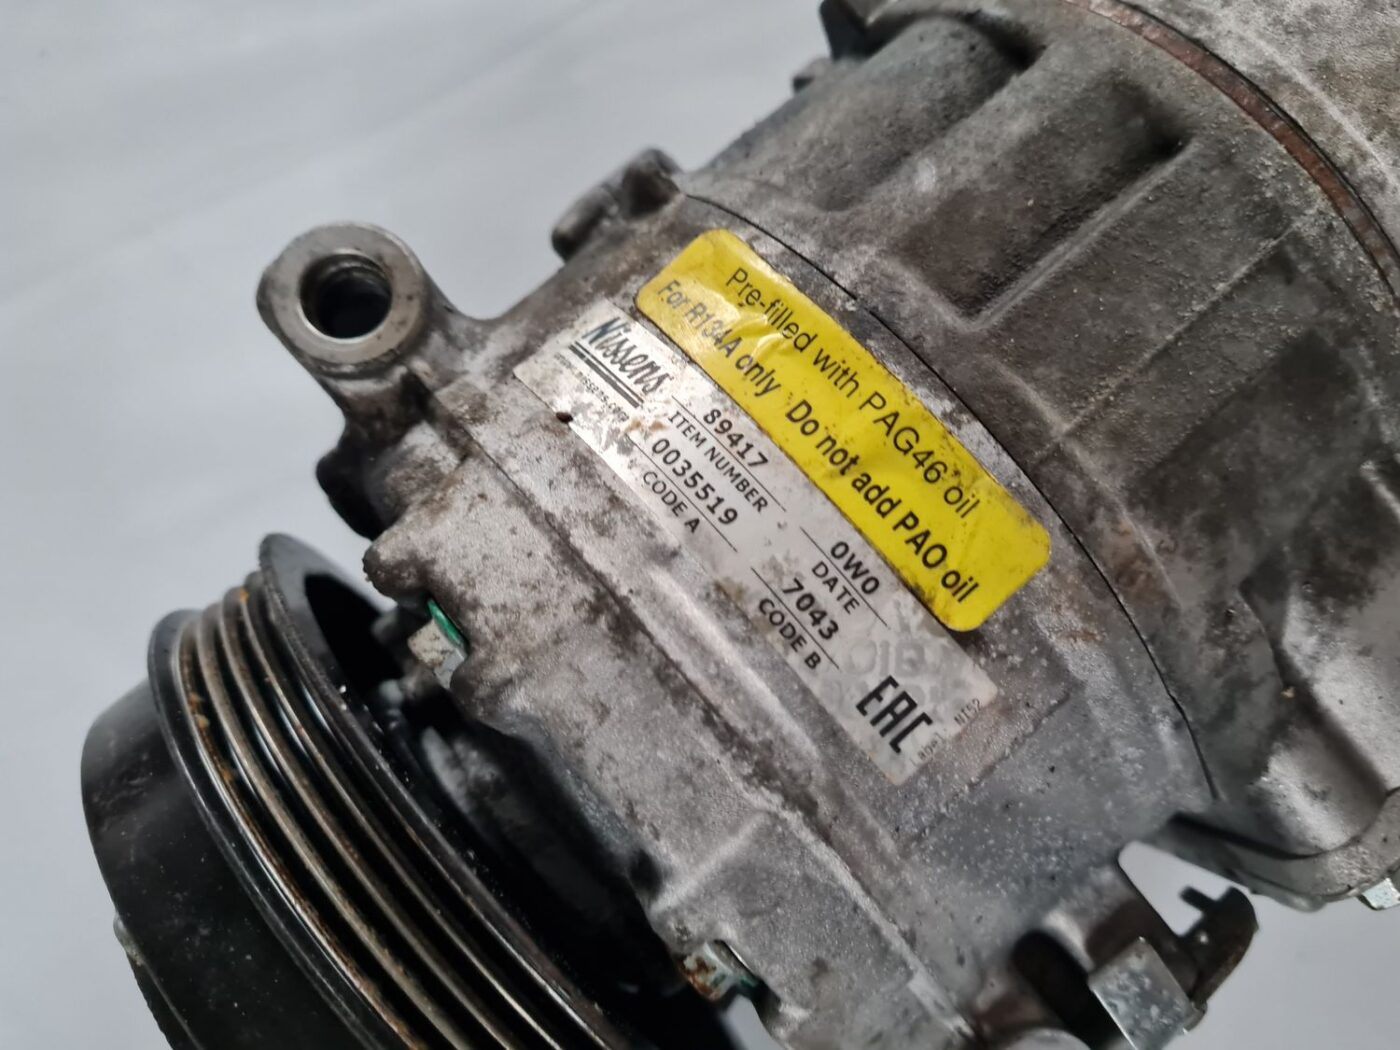 Pre-filled with PAG46 oil
For R134A only Do not add PAO oil
Nissens
89417
ITEM NUMBER
0035519
CODE A
0W0
DATE
7043
CODE B
EAC